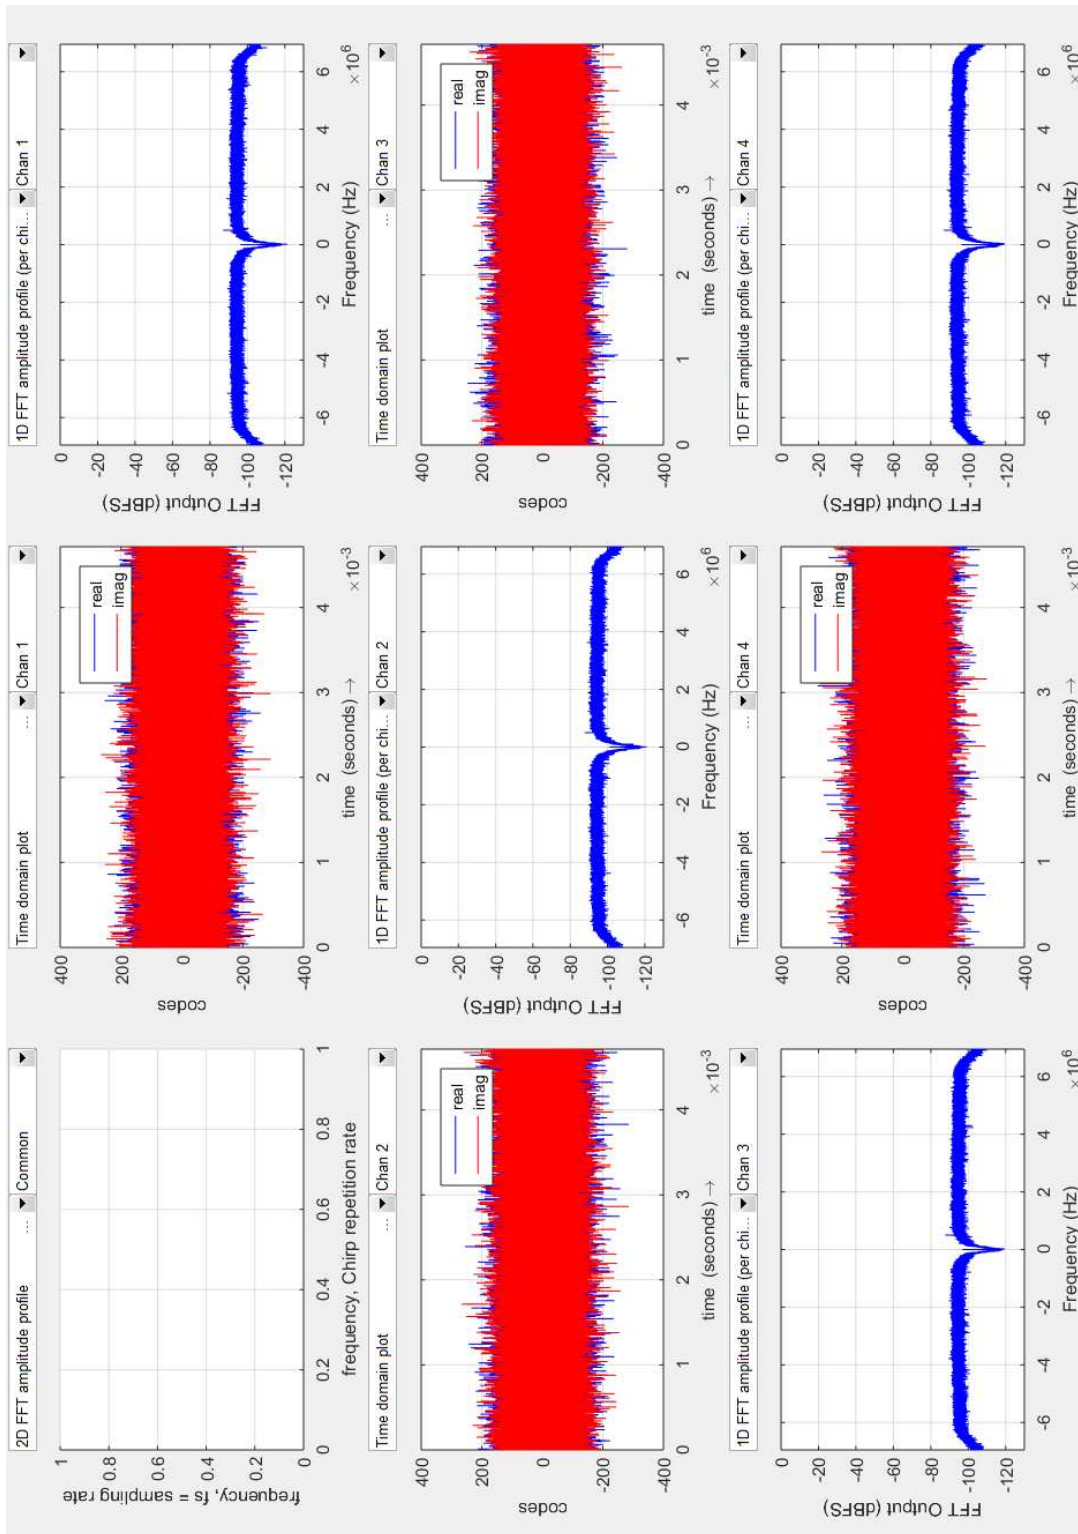 2D FFT amplitude profile ... Common
frequency, fs = sampling rate
1
0.8
0.6
0.4
0.2
0
0 0.2 0.4 0.6 0.8 1
frequency, Chirp repetition rate
Time domain plot ... Chan 1
codes
400
200
0
-200
-400
real
imag
0 1 2 3 4
time (seconds) → ×10-3
1D FFT amplitude profile (per chi... Chan 1
FFT Output (dBFS)
0
-20
-40
-60
-80
-100
-120
-6 -4 -2 0 2 4 6
Frequency (Hz) ×106
Time domain plot ... Chan 2
codes
400
200
0
-200
-400
real
imag
0 1 2 3 4
time (seconds) → ×10-3
1D FFT amplitude profile (per chi... Chan 2
FFT Output (dBFS)
0
-20
-40
-60
-80
-100
-120
-6 -4 -2 0 2 4 6
Frequency (Hz) ×106
Time domain plot ... Chan 3
codes
400
200
0
-200
-400
real
imag
0 1 2 3 4
time (seconds) → ×10-3
1D FFT amplitude profile (per chi... Chan 3
FFT Output (dBFS)
0
-20
-40
-60
-80
-100
-120
-6 -4 -2 0 2 4 6
Frequency (Hz) ×106
Time domain plot ... Chan 4
codes
400
200
0
-200
-400
real
imag
0 1 2 3 4
time (seconds) → ×10-3
1D FFT amplitude profile (per chi... Chan 4
FFT Output (dBFS)
0
-20
-40
-60
-80
-100
-120
-6 -4 -2 0 2 4 6
Frequency (Hz) ×106